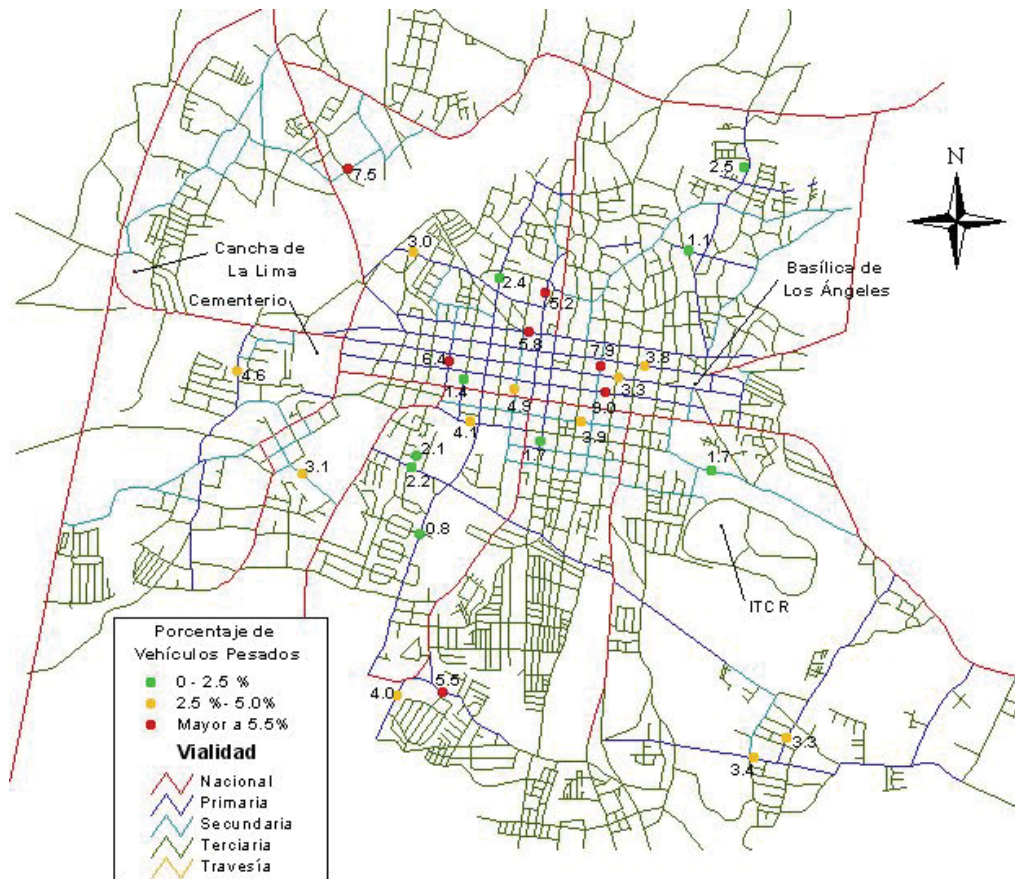 N
2.5
7.5
1.1
3.0
Cancha de
La Lima
Basílica de
Los Ángeles
2.4
Cementerio
5.2
5.8
6.4
7.9
3.8
4.6
1.4
3.3
4.9
9.0
4.1
3.9
1.7
2.1
1.7
2.2
3.1
0.8
ITCR
Porcentaje de
Vehículos Pesados
0 - 2.5 %
2.5 %- 5.0%
Mayor a 5.5%
Vialidad
Nacional
Primaria
Secundaria
Terciaria
Travesía
4.0
5.5
3.3
3.4